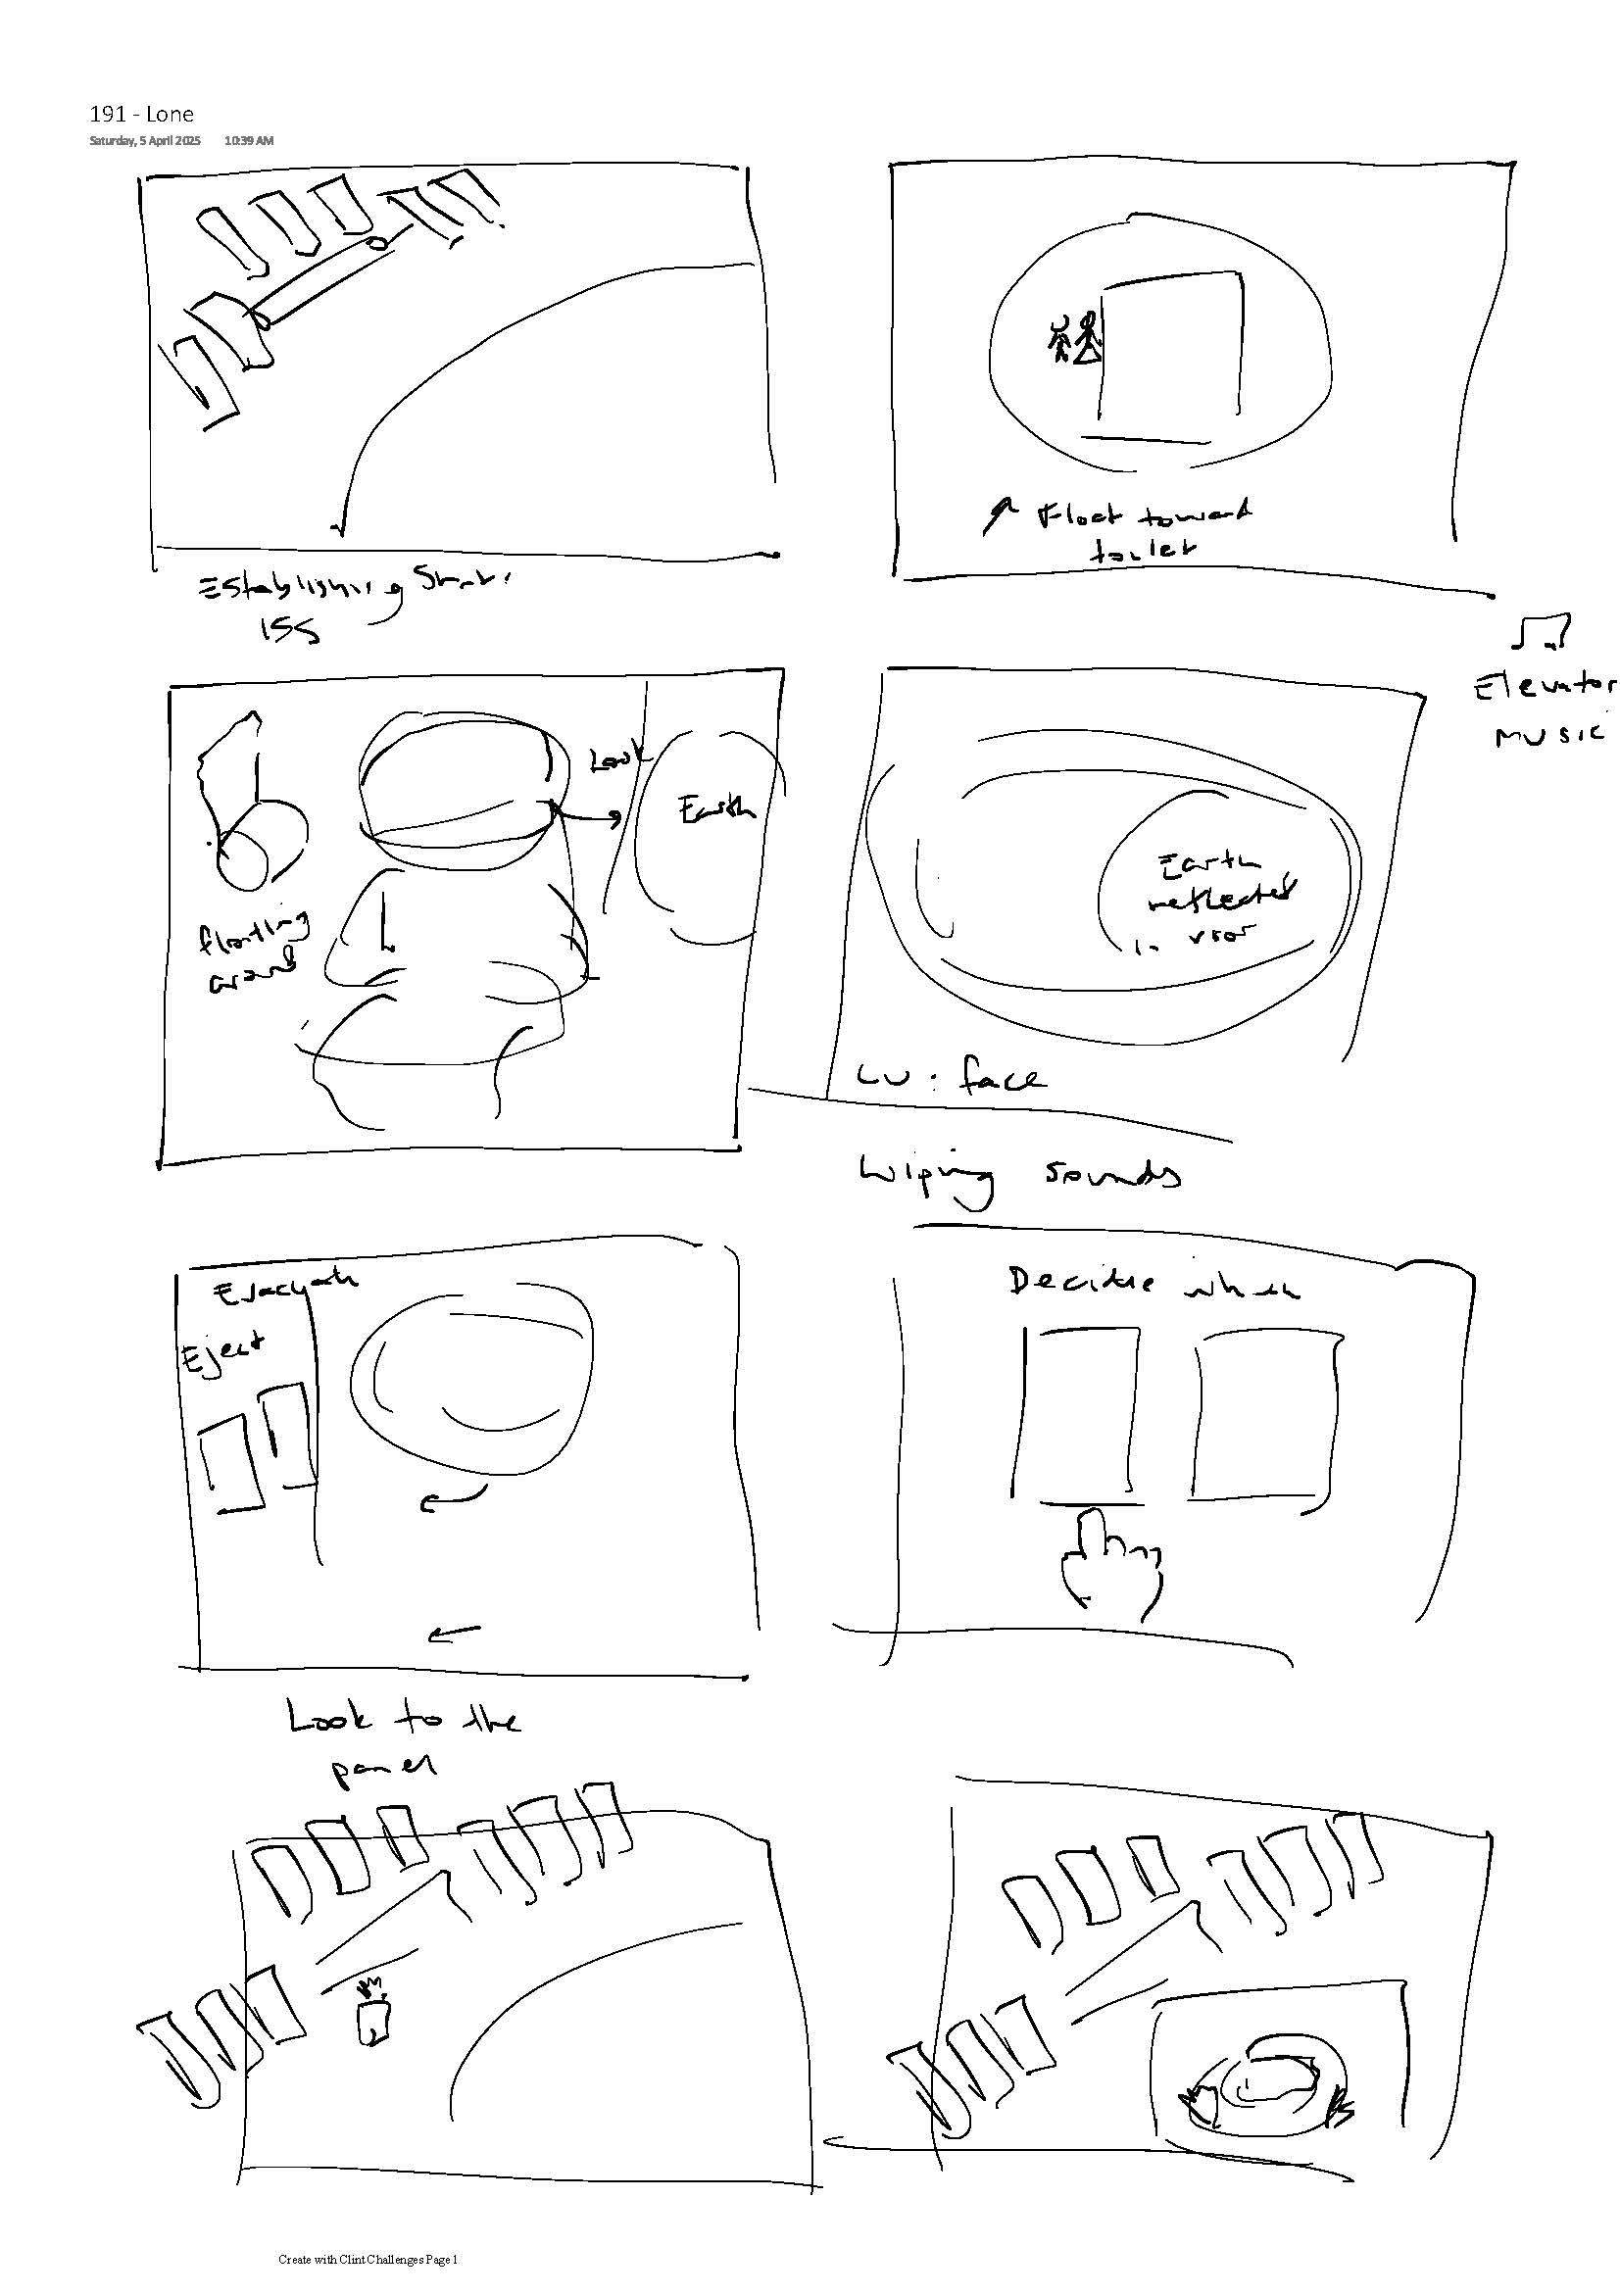 191 - Lone
Saturday, 5 April 2025 10:39 AM
Establishing Shot:
ISS
Float toward
toilet
Elevator
MUSIC
Look
Earth
floating
around
Earth
reflected
in visor
CU: face
Wiping sounds
Evacuate
Eject
Decidue which
Look to the
panel
Create with Clint Challenges Page 1